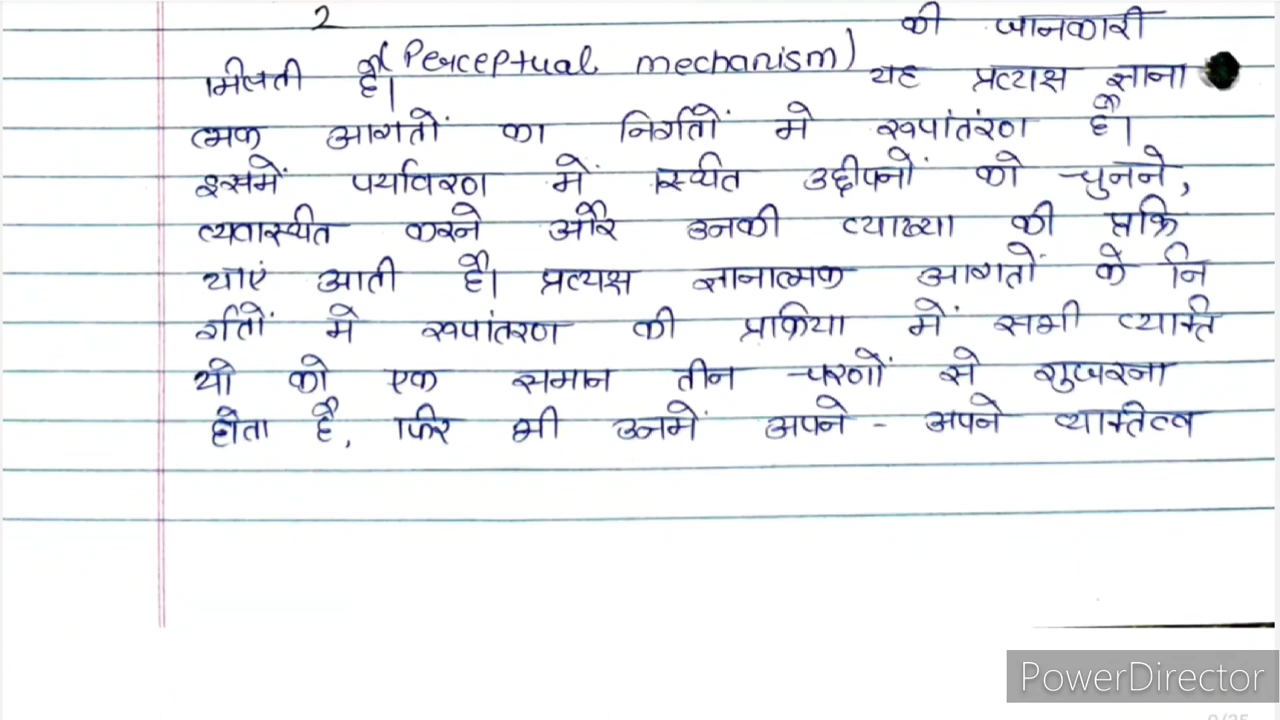 2 की जानकारी
मिलती है। (Perceptual mechanism) यह प्रत्यक्ष ज्ञाना
त्मक आगतों का निर्गतों मे रूपांतंरण है।
इसमें पर्यावरण में स्थित उद्दीपनों को चुनने,
व्यवास्थीत करने और उनकी व्याख्या की प्रक्रि
याएं आती है। प्रत्यक्ष ज्ञानात्मक आगतों के नि
र्गतों मे रूपांतरण की प्रक्रिया में सभी व्यक्ति
यो को एक समान तीन चरणों से गुजरना
होता है, फिर भी उनमें अपने - अपने व्यक्तित्व
PowerDirector